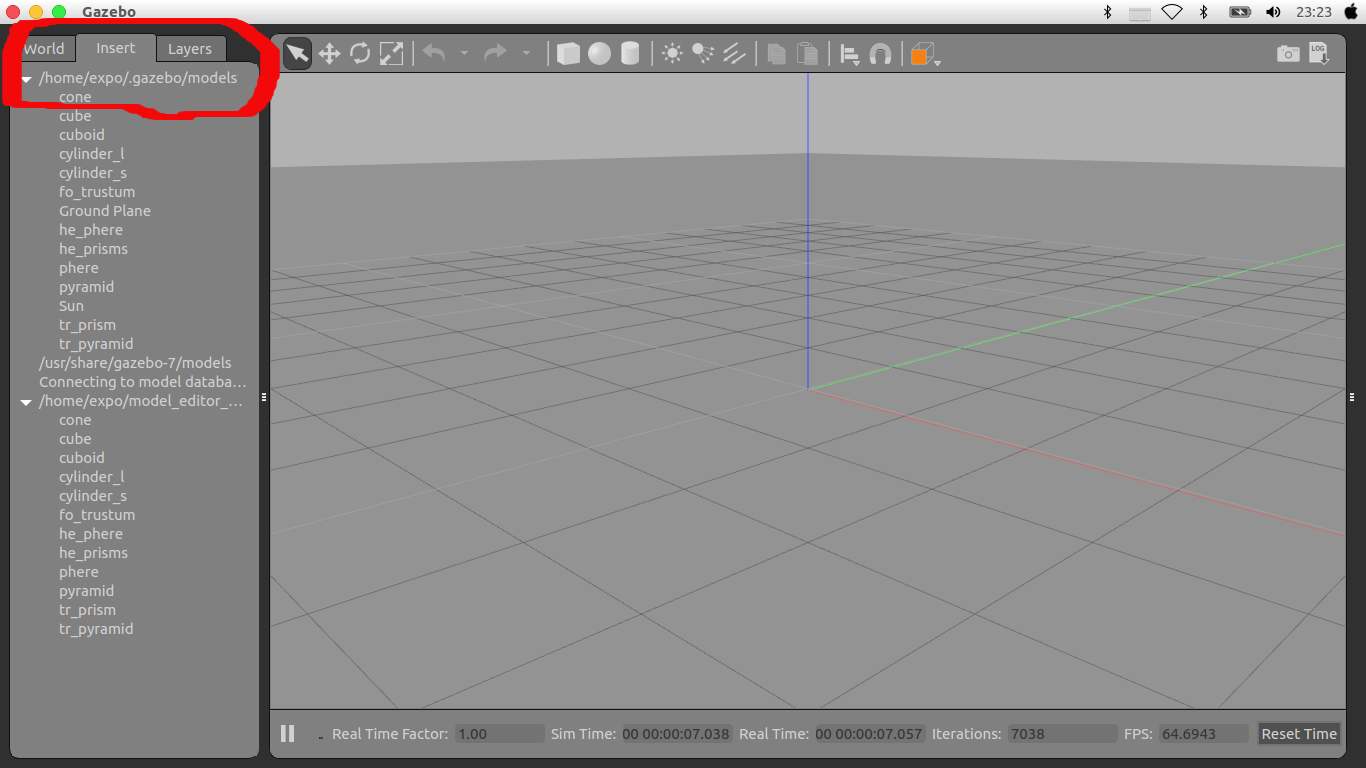 Gazebo
23:23
World Insert Layers
LOG
/home/expo/.gazebo/models
cone
cube
cuboid
cylinder_l
cylinder_s
fo_trustum
Ground Plane
he_phere
he_prisms
phere
pyramid
Sun
tr_prism
tr_pyramid
/usr/share/gazebo-7/models
Connecting to model databa...
/home/expo/model_editor_...
cone
cube
cuboid
cylinder_l
cylinder_s
fo_trustum
he_phere
he_prisms
phere
pyramid
tr_prism
tr_pyramid
Real Time Factor: 1.00 Sim Time: 00 00:00:07.038 Real Time: 00 00:00:07.057 Iterations: 7038 FPS: 64.6943 Reset Time